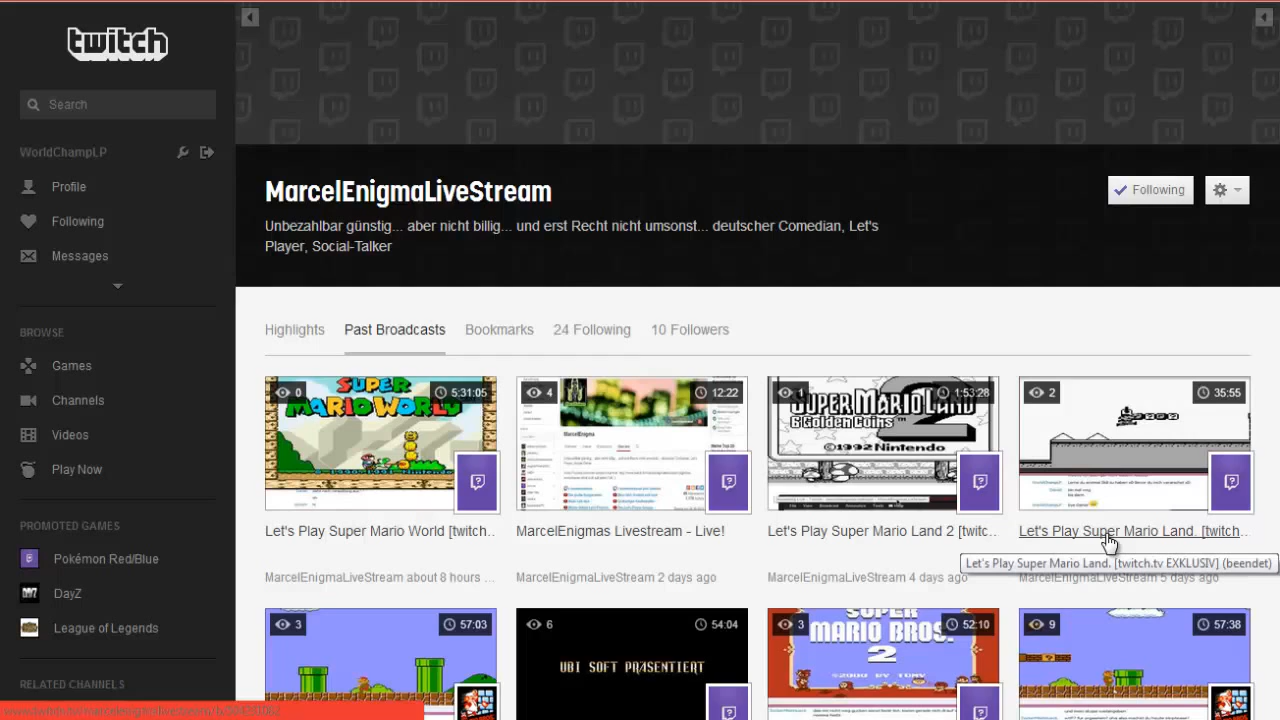 twitch
Search
WorldChampLP
Profile
Following
Messages
BROWSE
Games
Channels
Videos
Play Now
PROMOTED GAMES
Pokémon Red/Blue
DayZ
League of Legends
RELATED CHANNELS
MarcelEnigmaLiveStream
Following
Unbezahlbar günstig... aber nicht billig... und erst Recht nicht umsonst... deutscher Comedian, Let's
Player, Social-Talker
Highlights Past Broadcasts Bookmarks 24 Following 10 Followers
0 5:31:05
SUPER
MARIO WORLD
4 12:22
MarcelEnigma
1 1:53:28
SUPER MARIO LAND 2
6 GOLDEN COINS
©1992 Nintendo
2 35:55
Let's Play Super Mario World [twitch..
MarcelEnigmas Livestream - Live!
Let's Play Super Mario Land 2 [twitc..
Let's Play Super Mario Land. [twitch..
Let's Play Super Mario Land. [twitch.tv EXKLUSIV] (beendet)
MarcelEnigmaLiveStream about 8 hours ...
MarcelEnigmaLiveStream 2 days ago
MarcelEnigmaLiveStream 4 days ago
MarcelEnigmaLiveStream 5 days ago
3 57:03
6 54:04
UBI SOFT PRÄSENTIERT
3 52:10
SUPER
MARIO BROS.
2
9 57:38